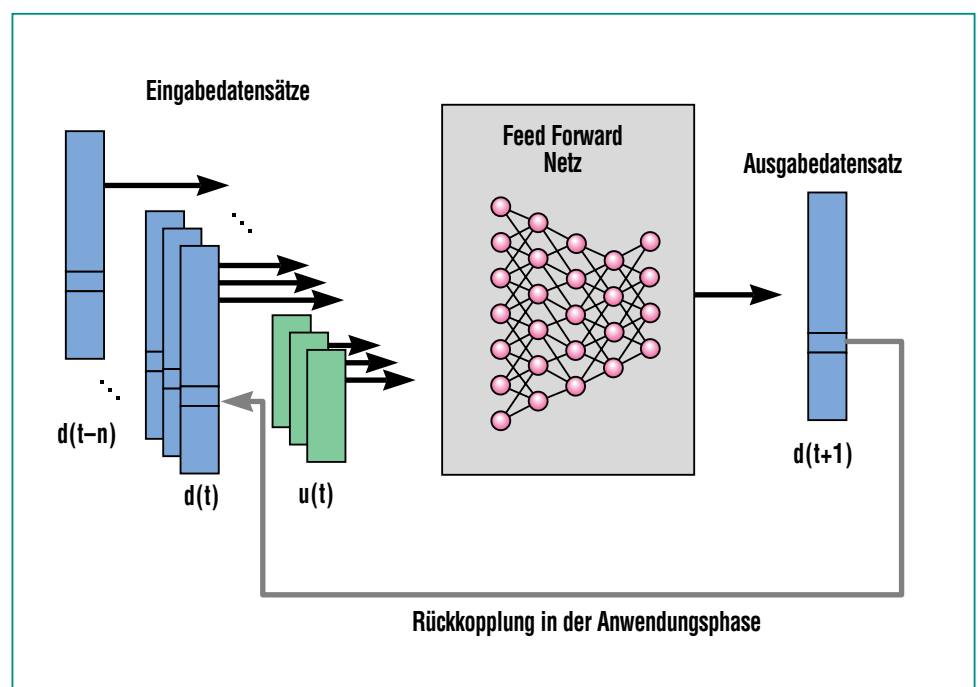 Eingabedatensätze
Feed Forward
Netz
Ausgabedatensatz
d(t–n)
d(t)
u(t)
d(t+1)
Rückkopplung in der Anwendungsphase